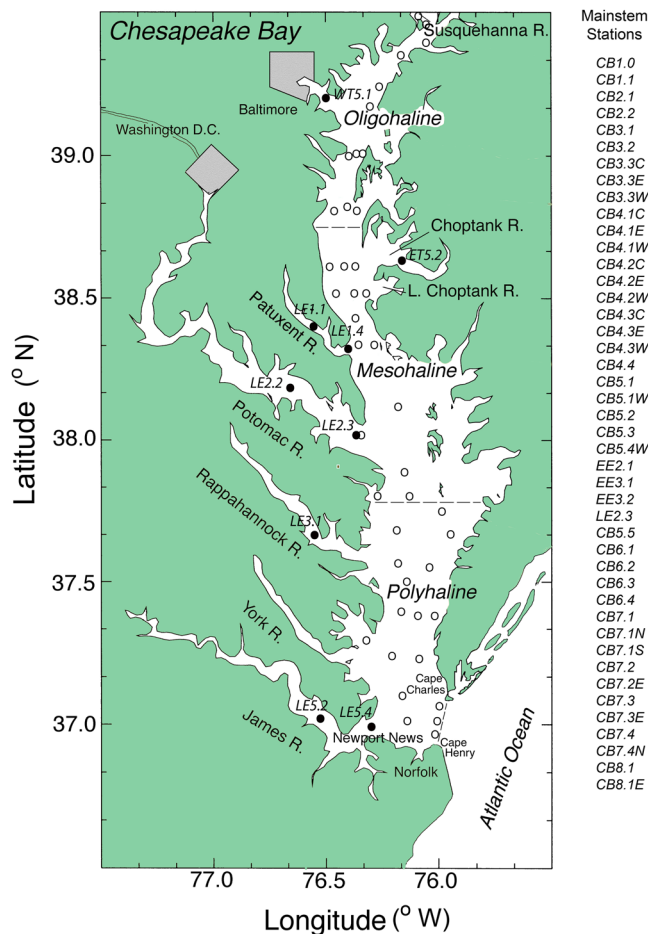 Chesapeake Bay
Susquehanna R.
WT5.1
Baltimore
Oligohaline
Washington D.C.
39.0
Choptank R.
ET5.2
38.5
L. Choptank R.
LE1.1
Patuxent R.
LE1.4
Mesohaline
LE2.2
Potomac R.
LE2.3
38.0
Rappahannock R.
LE3.1
37.5
Polyhaline
York R.
Cape
Charles
LE5.2
LE5.4
37.0
James R.
Newport News
Cape
Henry
Norfolk
Atlantic Ocean
77.0
76.5
76.0
Latitude (° N)
Longitude (° W)
Mainstem
Stations
CB1.0
CB1.1
CB2.1
CB2.2
CB3.1
CB3.2
CB3.3C
CB3.3E
CB3.3W
CB4.1C
CB4.1E
CB4.1W
CB4.2C
CB4.2E
CB4.2W
CB4.3C
CB4.3E
CB4.3W
CB4.4
CB5.1
CB5.1W
CB5.2
CB5.3
CB5.4W
EE2.1
EE3.1
EE3.2
LE2.3
CB5.5
CB6.1
CB6.2
CB6.3
CB6.4
CB7.1
CB7.1N
CB7.1S
CB7.2
CB7.2E
CB7.3
CB7.3E
CB7.4
CB7.4N
CB8.1
CB8.1E